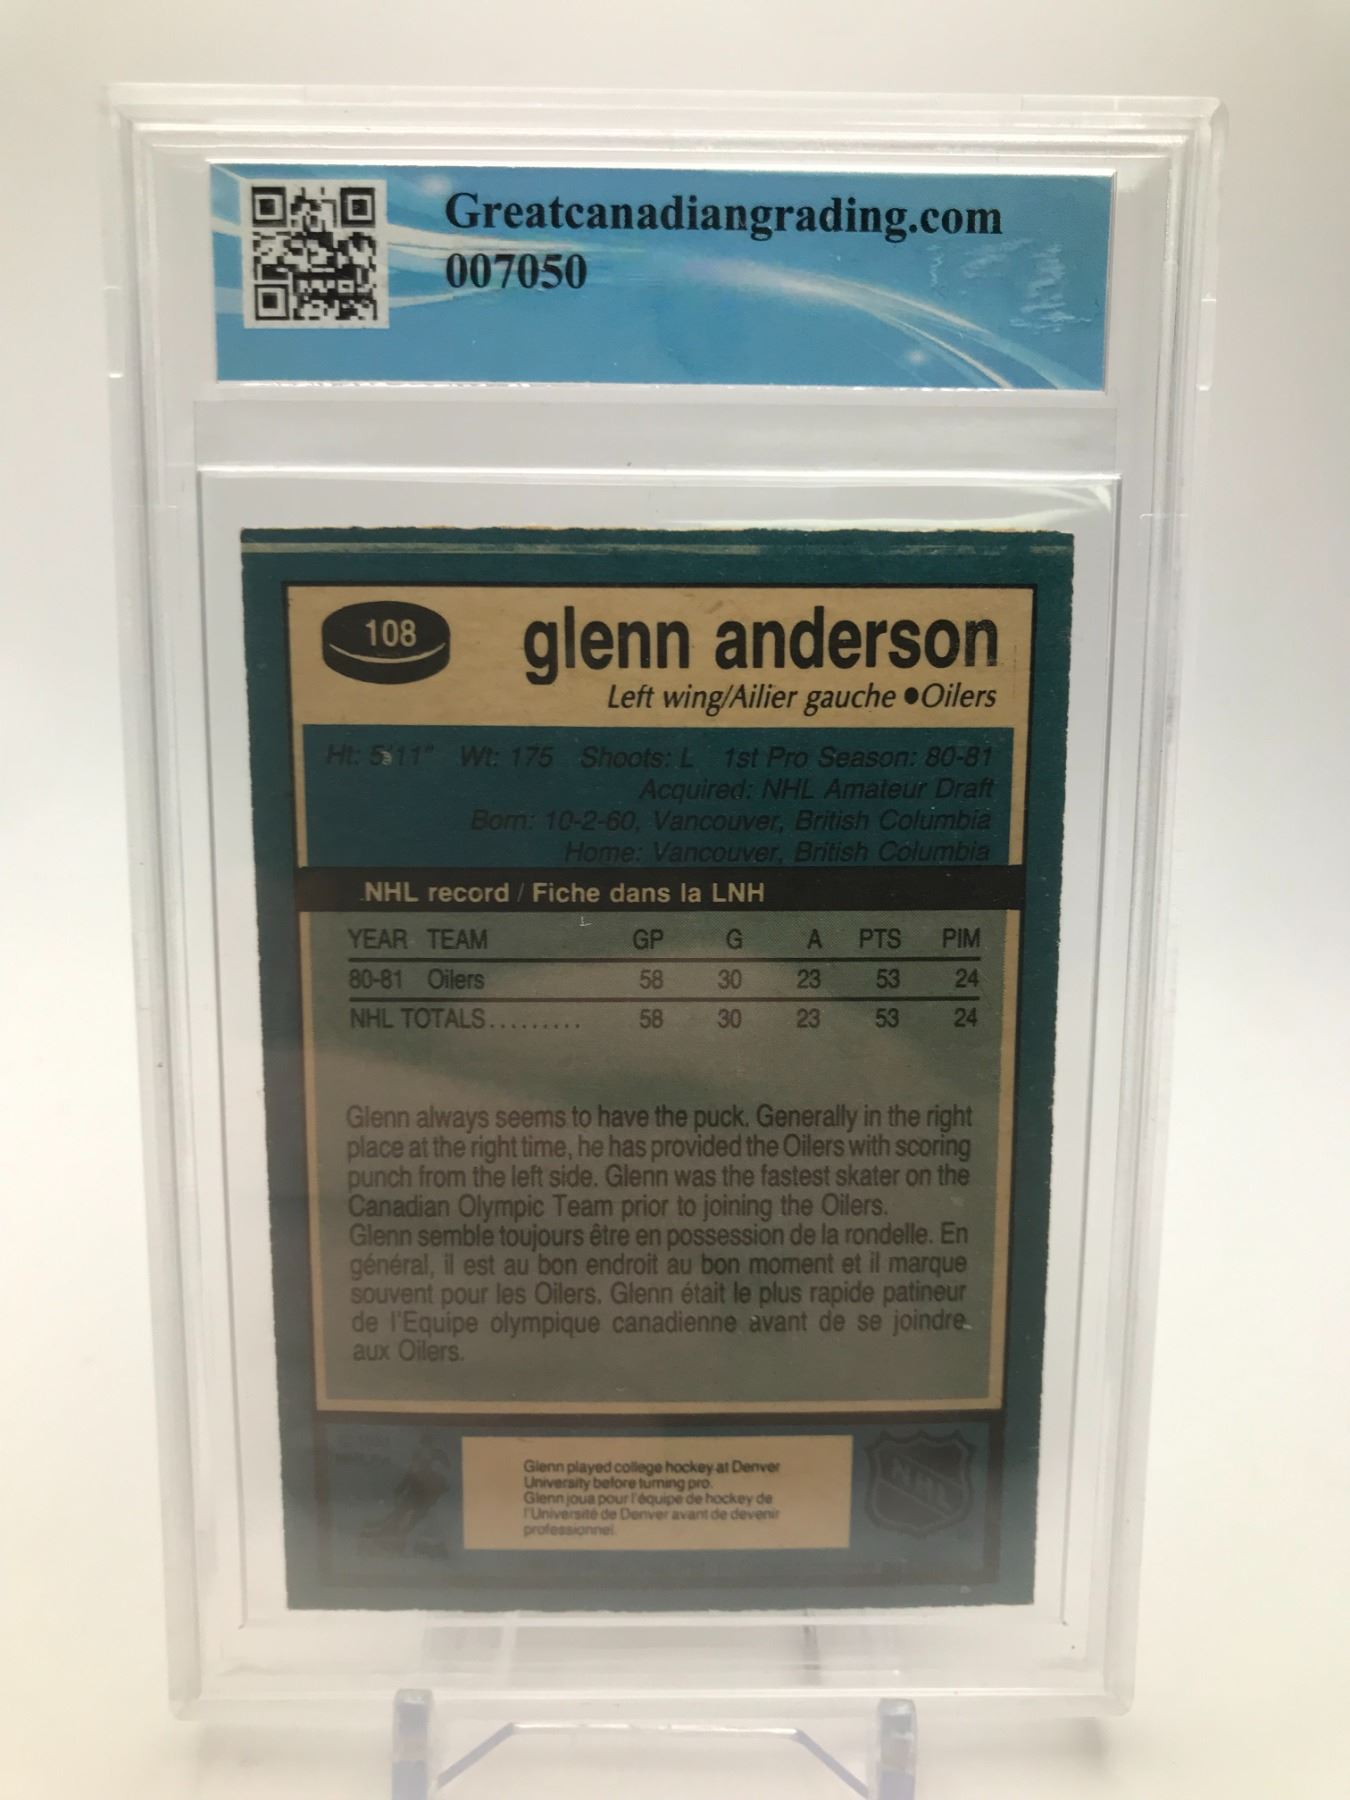 Greatcanadiangrading.com
007050
108
glenn anderson
Left wing/Ailier gauche ●Oilers
Ht: 5'11" Wt: 175 Shoots: L 1st Pro Season: 80-81
Acquired: NHL Amateur Draft
Born: 10-2-60, Vancouver, British Columbia
Home: Vancouver, British Columbia
NHL record / Fiche dans la LNH
YEAR TEAM GP G A PTS PIM
80-81 Oilers 58 30 23 53 24
NHL TOTALS......... 58 30 23 53 24
Glenn always seems to have the puck. Generally in the right
place at the right time, he has provided the Oilers with scoring
punch from the left side. Glenn was the fastest skater on the
Canadian Olympic Team prior to joining the Oilers.
Glenn semble toujours être en possession de la rondelle. En
général, il est au bon endroit au bon moment et il marque
souvent pour les Oilers. Glenn était le plus rapide patineur
de l'Equipe olympique canadienne avant de se joindre
aux Oilers.
Glenn played college hockey at Denver
University before turning pro.
Glenn joua pour l'équipe de hockey de
l'Université de Denver avant de devenir
professionnel.
NHL